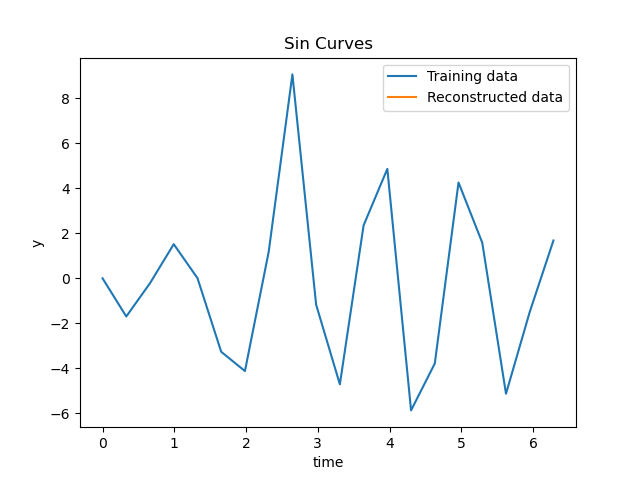 Sin Curves
Training data
Reconstructed data
y
8
6
4
2
0
−2
−4
−6
0 1 2 3 4 5 6
time